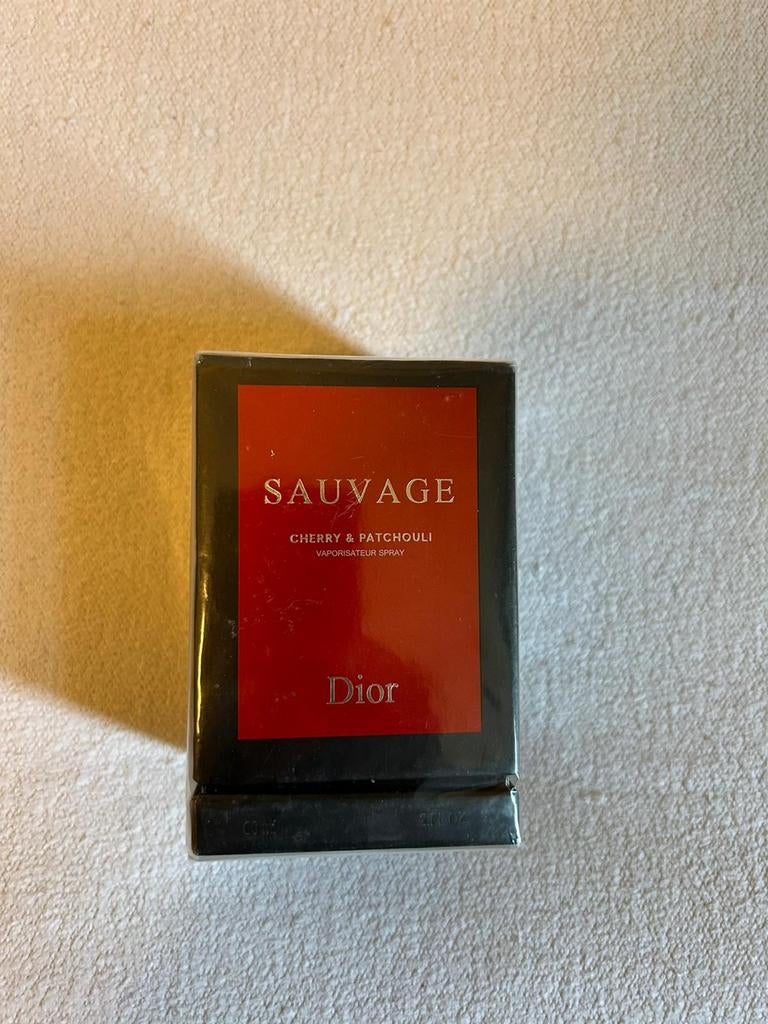 SAUVAGE
CHERRY & PATCHOULI
VAPORISATEUR SPRAY
Dior